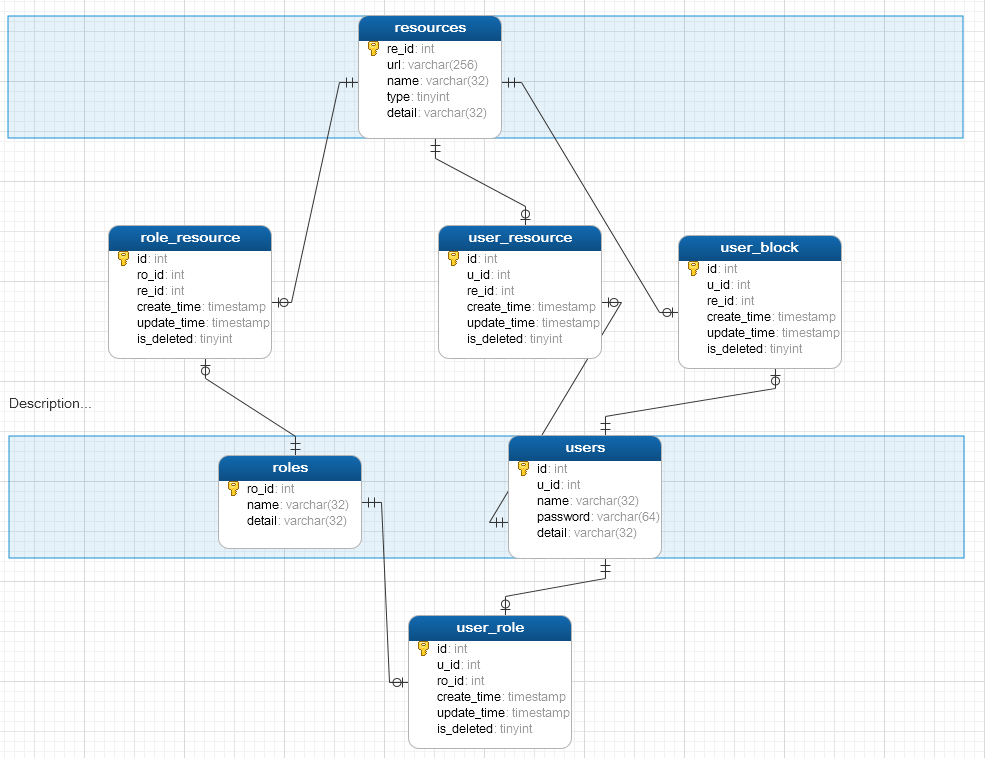 resources
re_id: int
url: varchar(256)
name: varchar(32)
type: tinyint
detail: varchar(32)
role_resource
id: int
ro_id: int
re_id: int
create_time: timestamp
update_time: timestamp
is_deleted: tinyint
user_resource
id: int
u_id: int
re_id: int
create_time: timestamp
update_time: timestamp
is_deleted: tinyint
user_block
id: int
u_id: int
re_id: int
create_time: timestamp
update_time: timestamp
is_deleted: tinyint
Description...
roles
ro_id: int
name: varchar(32)
detail: varchar(32)
users
id: int
u_id: int
name: varchar(32)
password: varchar(64)
detail: varchar(32)
user_role
id: int
u_id: int
ro_id: int
create_time: timestamp
update_time: timestamp
is_deleted: tinyint